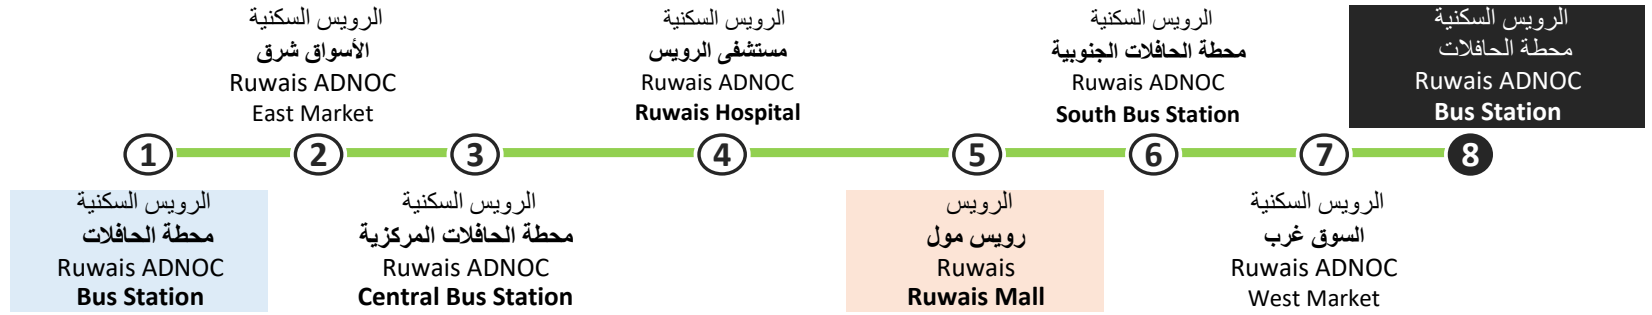 الرويس السكنية
الأسواق شرق
Ruwais ADNOC
East Market
الرويس السكنية
مستشفى الرويس
Ruwais ADNOC
Ruwais Hospital
الرويس السكنية
محطة الحافلات الجنوبية
Ruwais ADNOC
South Bus Station
الرويس السكنية
محطة الحافلات
Ruwais ADNOC
Bus Station
1 2 3 4 5 6 7 8
الرويس السكنية
محطة الحافلات
Ruwais ADNOC
Bus Station
الرويس السكنية
محطة الحافلات المركزية
Ruwais ADNOC
Central Bus Station
الرويس
رويس مول
Ruwais
Ruwais Mall
الرويس السكنية
السوق غرب
Ruwais ADNOC
West Market